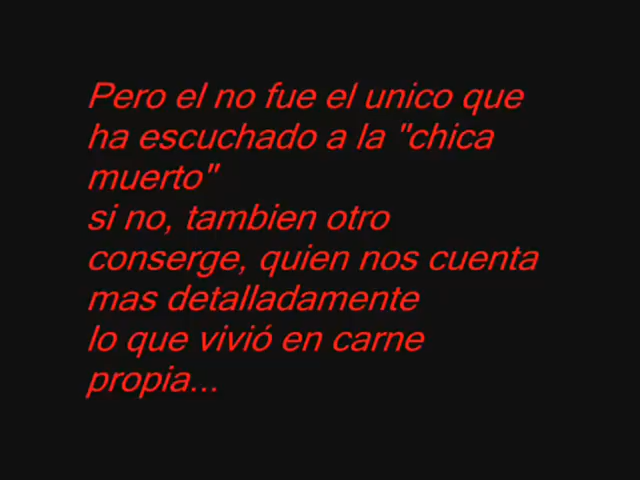 Pero el no fue el unico que
ha escuchado a la "chica
muerto"
si no, tambien otro
conserge, quien nos cuenta
mas detalladamente
lo que vivió en carne
propia...